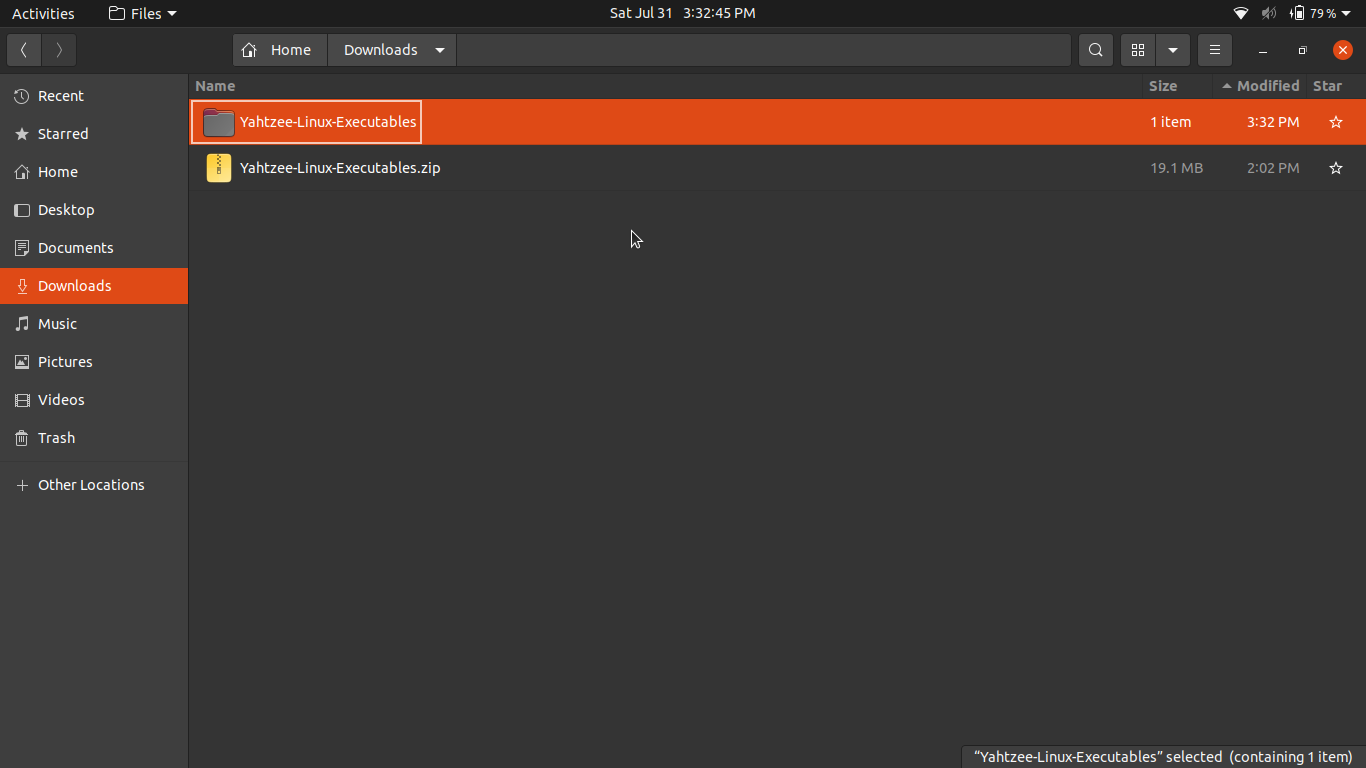 Activities Files Sat Jul 31 3:32:45 PM 79 %
Home Downloads
Name Size Modified Star
Recent
Yahtzee-Linux-Executables 1 item 3:32 PM
Starred
Yahtzee-Linux-Executables.zip 19.1 MB 2:02 PM
Home
Desktop
Documents
Downloads
Music
Pictures
Videos
Trash
Other Locations
“Yahtzee-Linux-Executables” selected (containing 1 item)